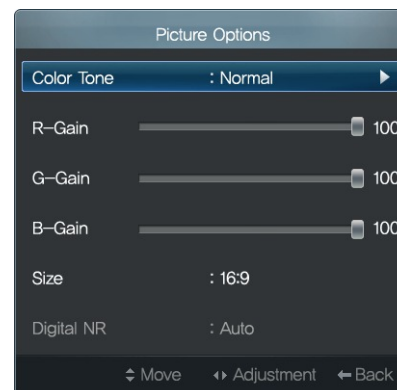 Picture Options
Color Tone : Normal
R-Gain 100
G-Gain 100
B-Gain 100
Size : 16:9
Digital NR : Auto
Move Adjustment Back